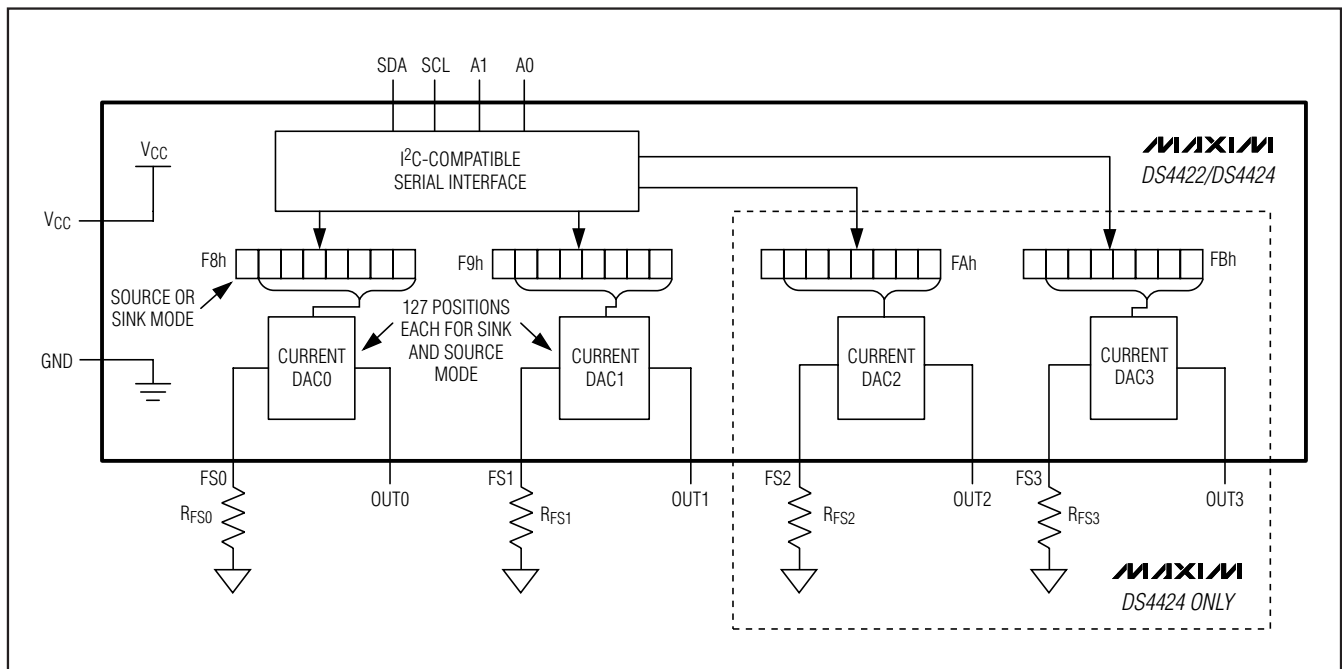 SDA SCL A1 A0
I²C-COMPATIBLE
SERIAL INTERFACE
MAXIM
DS4422/DS4424
VCC
VCC
F8h
F9h
FAh
FBh
SOURCE OR
SINK MODE
127 POSITIONS
EACH FOR SINK
AND SOURCE
MODE
GND
CURRENT
DAC0
CURRENT
DAC1
CURRENT
DAC2
CURRENT
DAC3
FS0
OUT0
FS1
OUT1
FS2
OUT2
FS3
OUT3
RFS0
RFS1
RFS2
RFS3
MAXIM
DS4424 ONLY